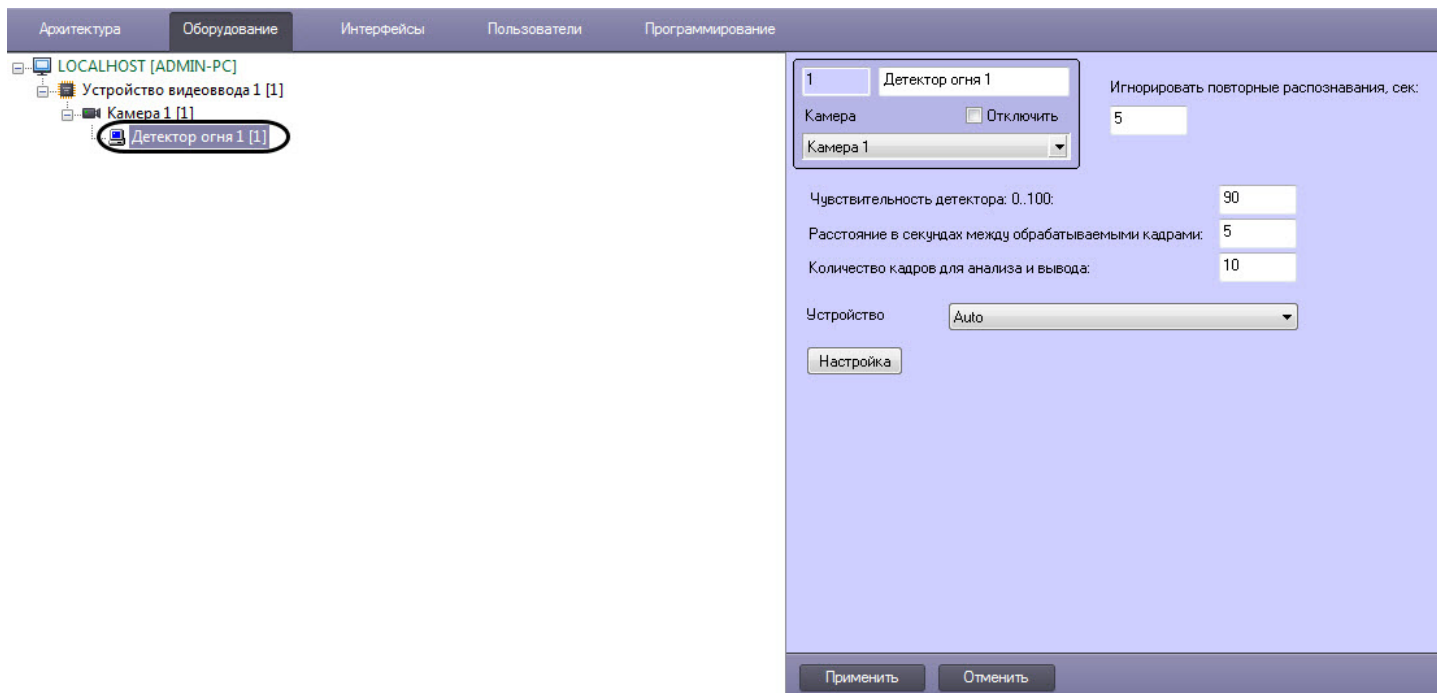 Архитектура Оборудование Интерфейсы Пользователи Программирование
LOCALHOST [ADMIN-PC]
Устройство видеоввода 1 [1]
Камера 1 [1]
Детектор огня 1 [1]
1 Детектор огня 1
Камера Отключить
Камера 1
Игнорировать повторные распознавания, сек:
5
Чувствительность детектора: 0..100: 90
Расстояние в секундах между обрабатываемыми кадрами: 5
Количество кадров для анализа и вывода: 10
Устройство Auto
Настройка
Применить Отменить